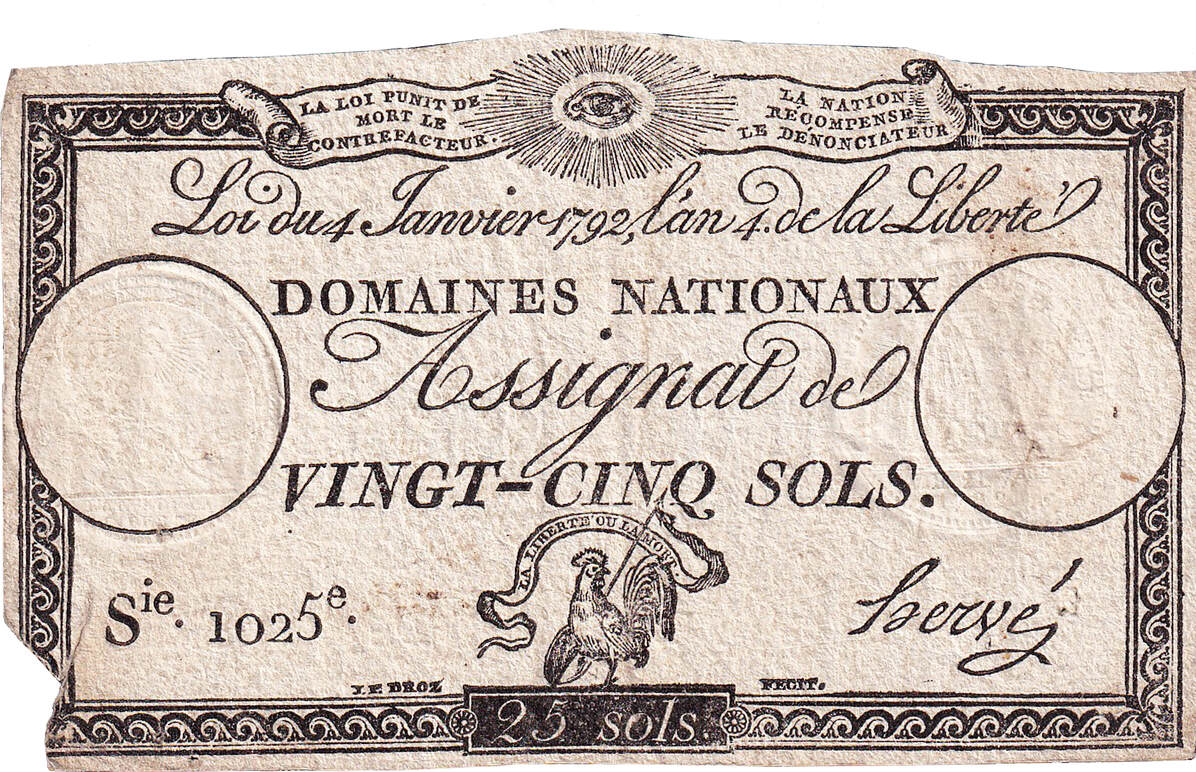 LA LOI PUNIT DE
MORT LE
CONTREFACTEUR.
LA NATION
RECOMPENSE
LE DENONCIATEUR
Loi du 4 Janvier 1792, l'an 4. de la Liberté
DOMAINES NATIONAUX
Assignat de
VINGT-CINQ SOLS.
LA LIBERTÉ OU LA MORT
Sie. 1025e.
hervé
LE DROZ
FECIT.
25 sols.